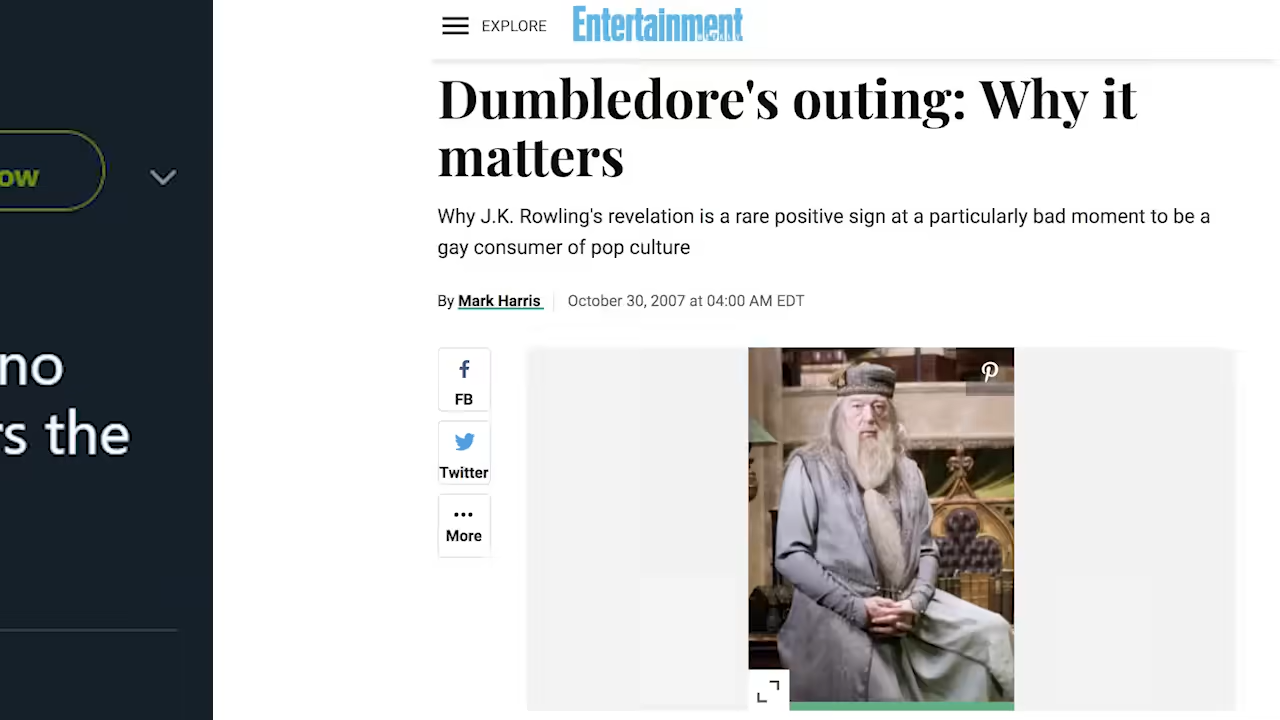 ow
no
rs the
EXPLORE
Entertainment
WEEKLY
Dumbledore's outing: Why it
matters
Why J.K. Rowling's revelation is a rare positive sign at a particularly bad moment to be a
gay consumer of pop culture
By Mark Harris October 30, 2007 at 04:00 AM EDT
FB
Twitter
More